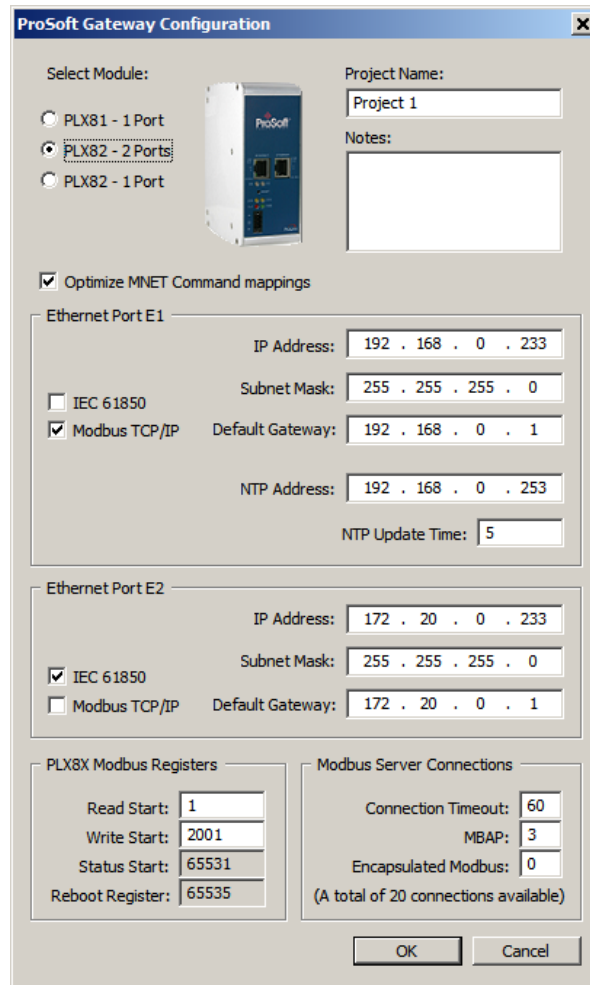 ProSoft Gateway Configuration
Select Module:
PLX81 - 1 Port
PLX82 - 2 Ports
PLX82 - 1 Port
ProSoft
Project Name:
Project 1
Notes:
Optimize MNET Command mappings
Ethernet Port E1
IP Address: 192 . 168 . 0 . 233
Subnet Mask: 255 . 255 . 255 . 0
IEC 61850
Modbus TCP/IP
Default Gateway: 192 . 168 . 0 . 1
NTP Address: 192 . 168 . 0 . 253
NTP Update Time: 5
Ethernet Port E2
IP Address: 172 . 20 . 0 . 233
Subnet Mask: 255 . 255 . 255 . 0
IEC 61850
Modbus TCP/IP
Default Gateway: 172 . 20 . 0 . 1
PLX8X Modbus Registers
Read Start: 1
Write Start: 2001
Status Start: 65531
Reboot Register: 65535
Modbus Server Connections
Connection Timeout: 60
MBAP: 3
Encapsulated Modbus: 0
(A total of 20 connections available)
OK
Cancel